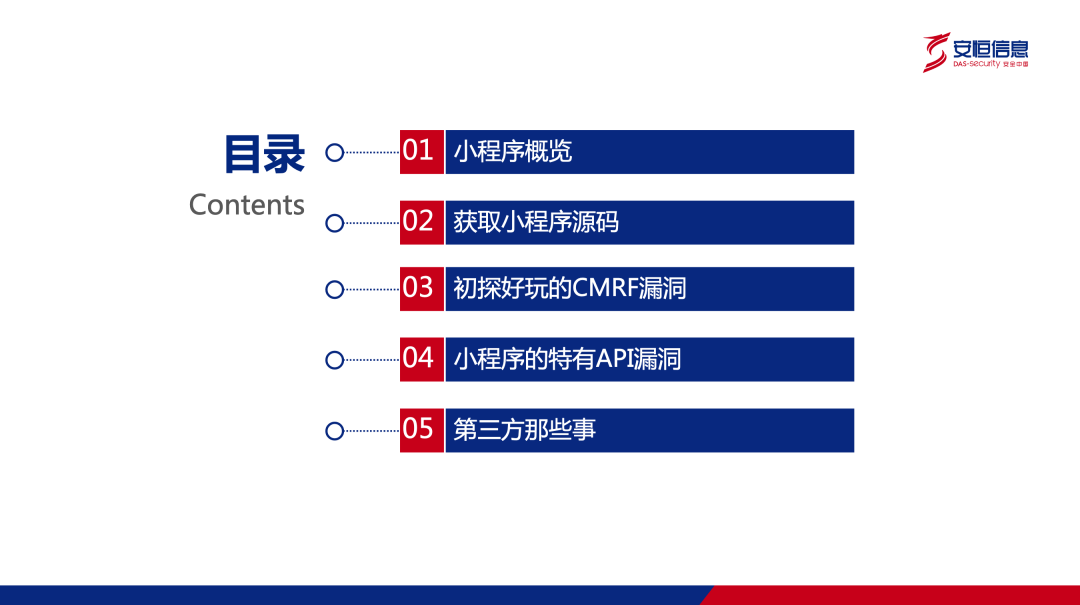 安恒信息
DAS-security 安全中国
目录
Contents
01 小程序概览
02 获取小程序源码
03 初探好玩的CMRF漏洞
04 小程序的特有API漏洞
05 第三方那些事